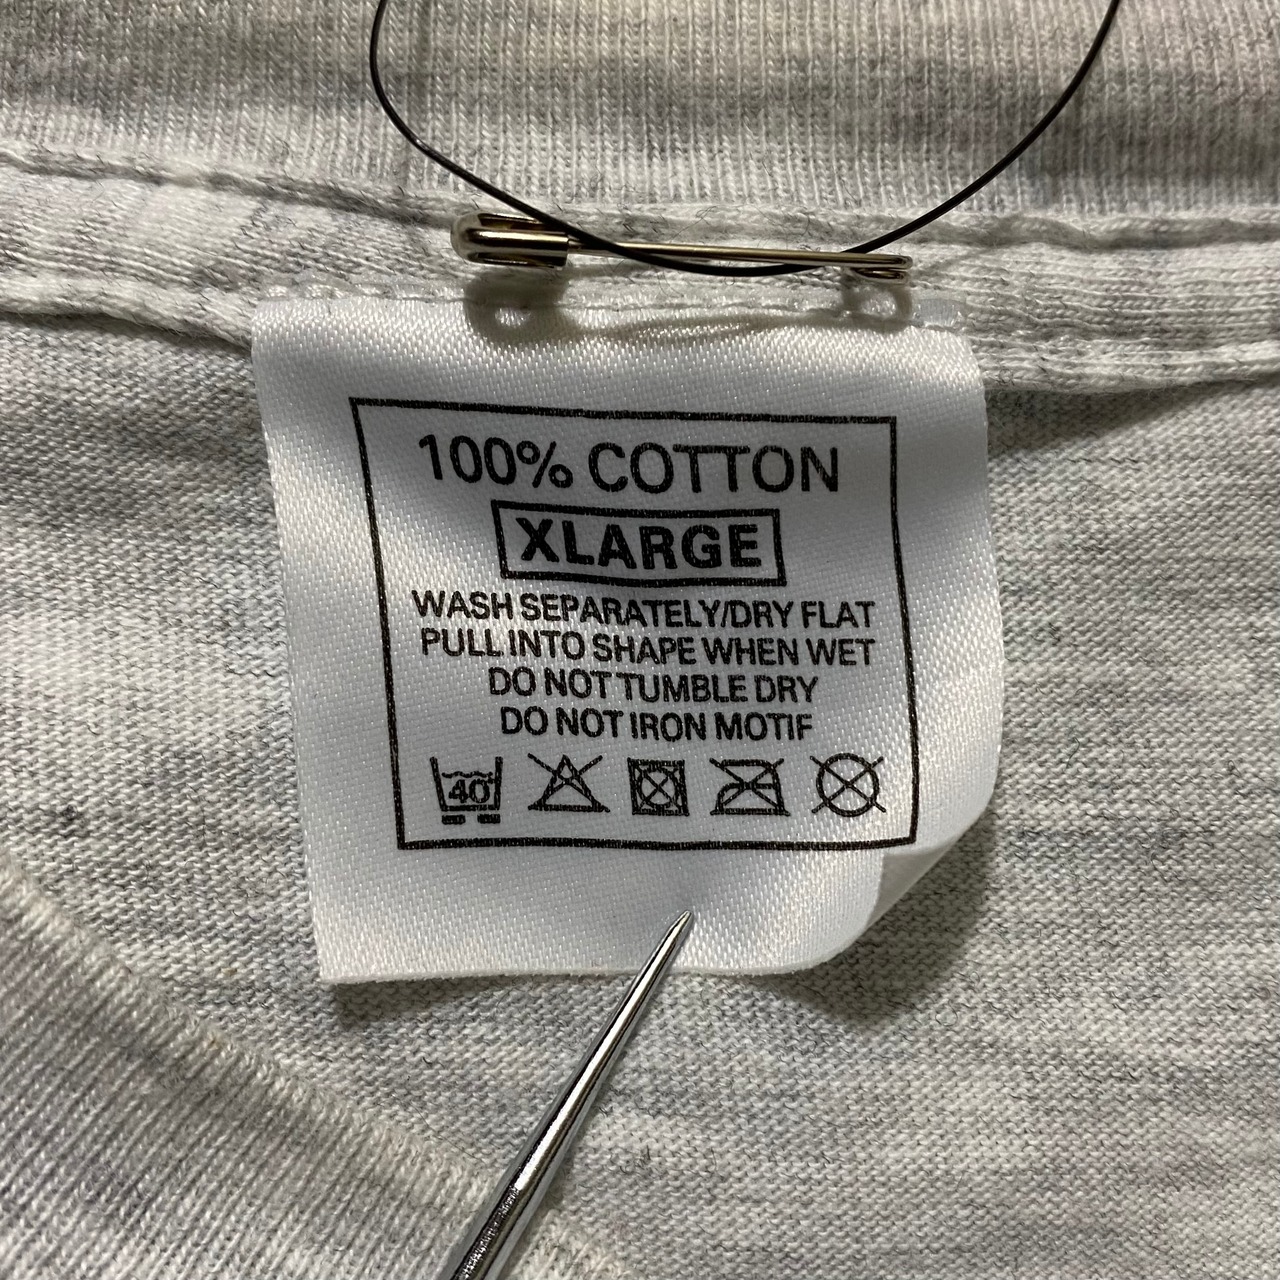 100% COTTON
XLARGE
WASH SEPARATELY/DRY FLAT
PULL INTO SHAPE WHEN WET
DO NOT TUMBLE DRY
DO NOT IRON MOTIF
40